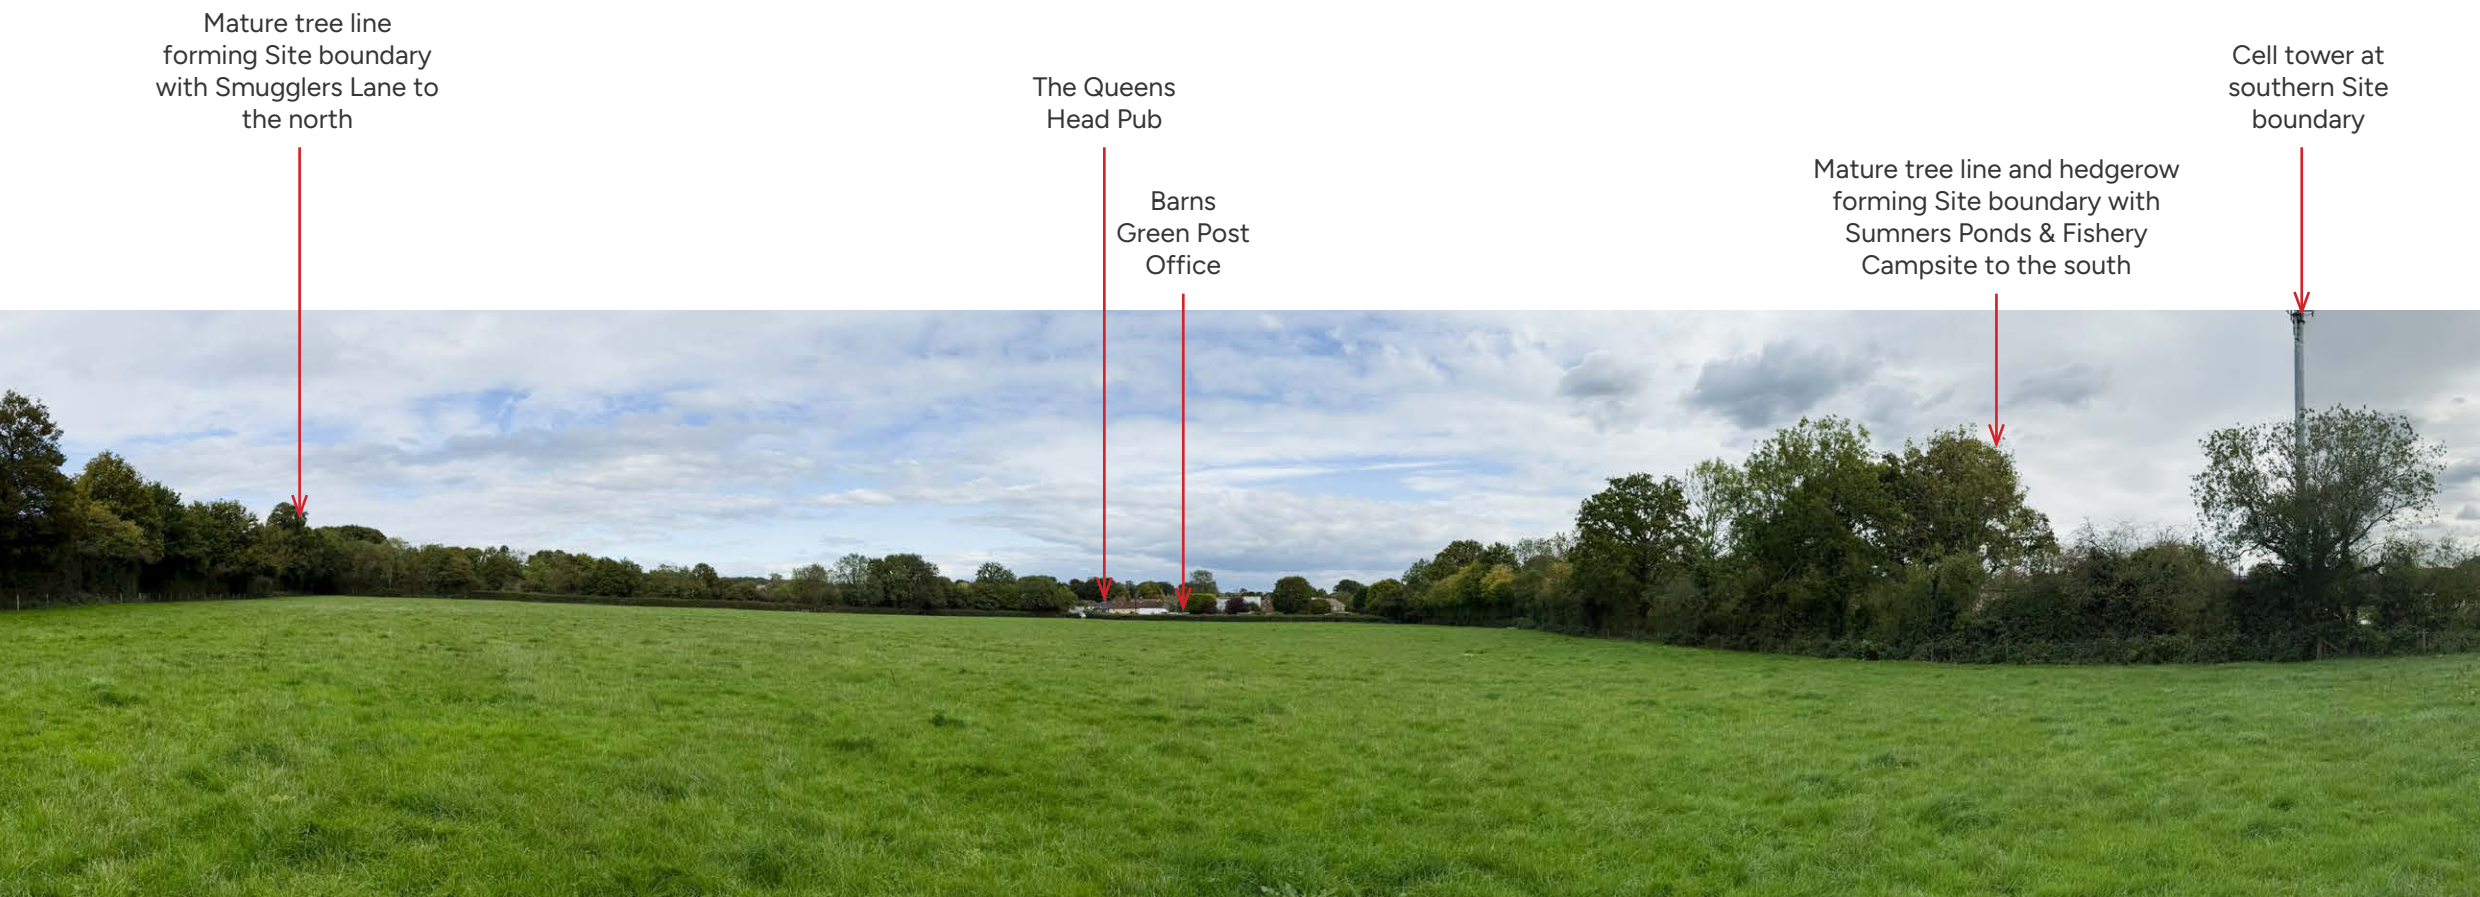 Mature tree line
forming Site boundary
with Smugglers Lane to
the north
The Queens
Head Pub
Barns
Green Post
Office
Mature tree line and hedgerow
forming Site boundary with
Sumners Ponds & Fishery
Campsite to the south
Cell tower at
southern Site
boundary